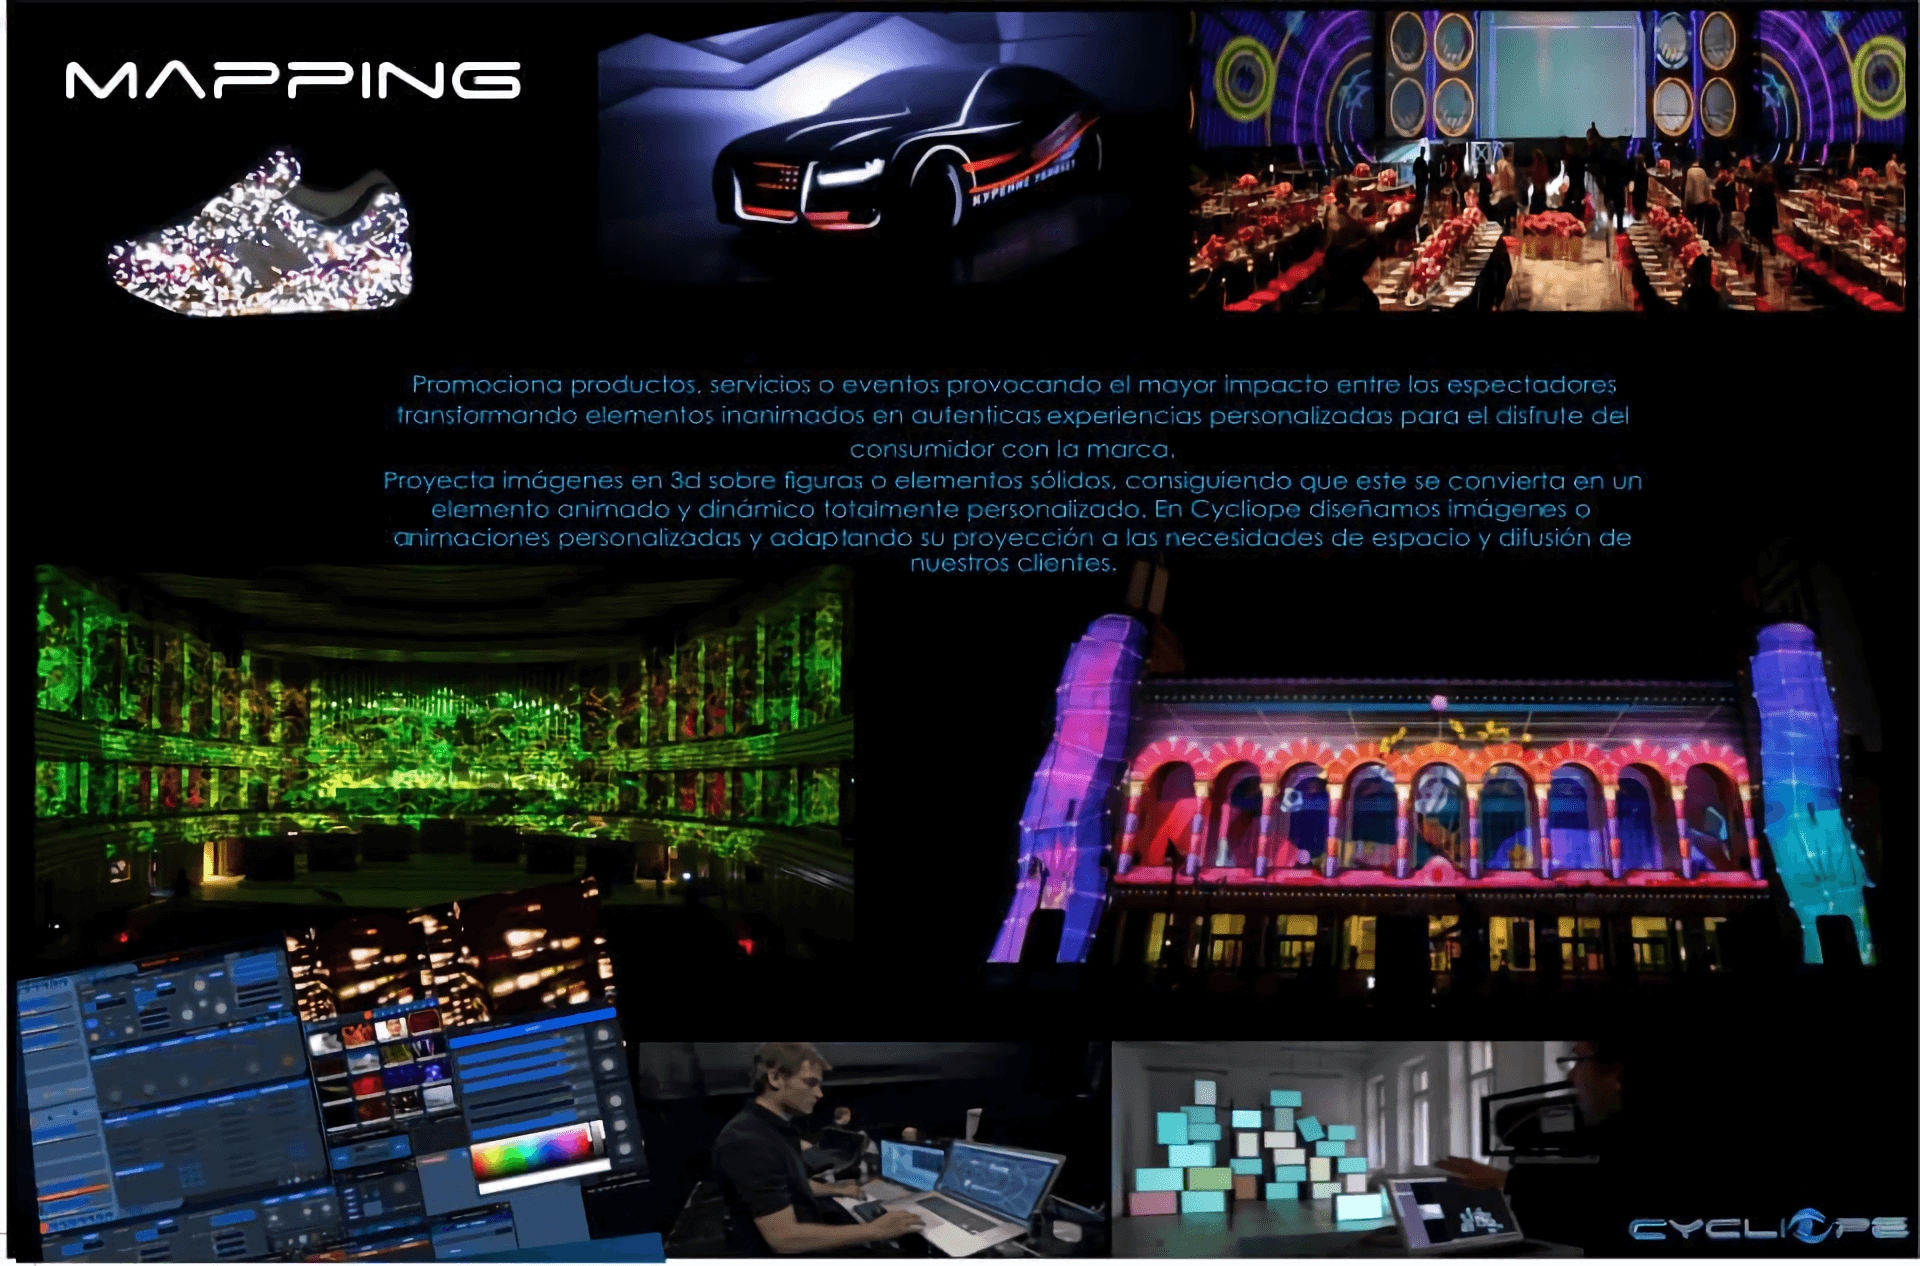 MAPPING
Promociona productos, servicios o eventos provocando el mayor impacto entre los espectadores
transformando elementos inanimados en autenticas experiencias personalizadas para el disfrute del
consumidor con la marca.
Proyecta imágenes en 3d sobre figuras o elementos sólidos, consiguiendo que este se convierta en un
elemento animado y dinámico totalmente personalizado. En Cycliope diseñamos imágenes o
animaciones personalizadas y adaptando su proyección a las necesidades de espacio y difusión de
nuestros clientes.
CYCLIOPE